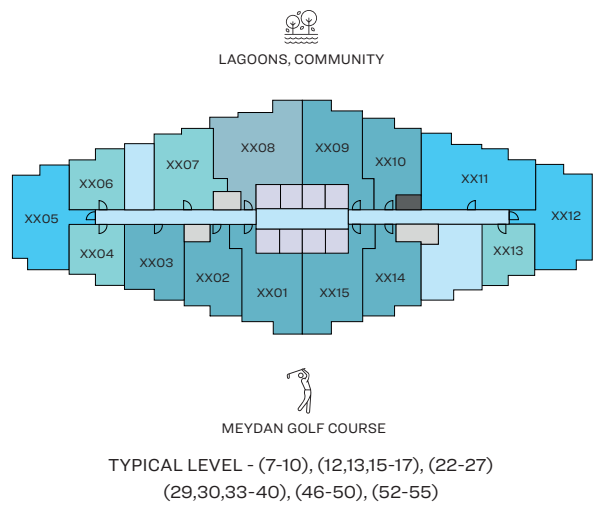 LAGOONS, COMMUNITY
XX08
XX09
XX07
XX10
XX06
XX11
XX05
XX12
XX04
XX03
XX13
XX02
XX14
XX01
XX15
MEYDAN GOLF COURSE
TYPICAL LEVEL - (7-10), (12,13,15-17), (22-27)
(29,30,33-40), (46-50), (52-55)